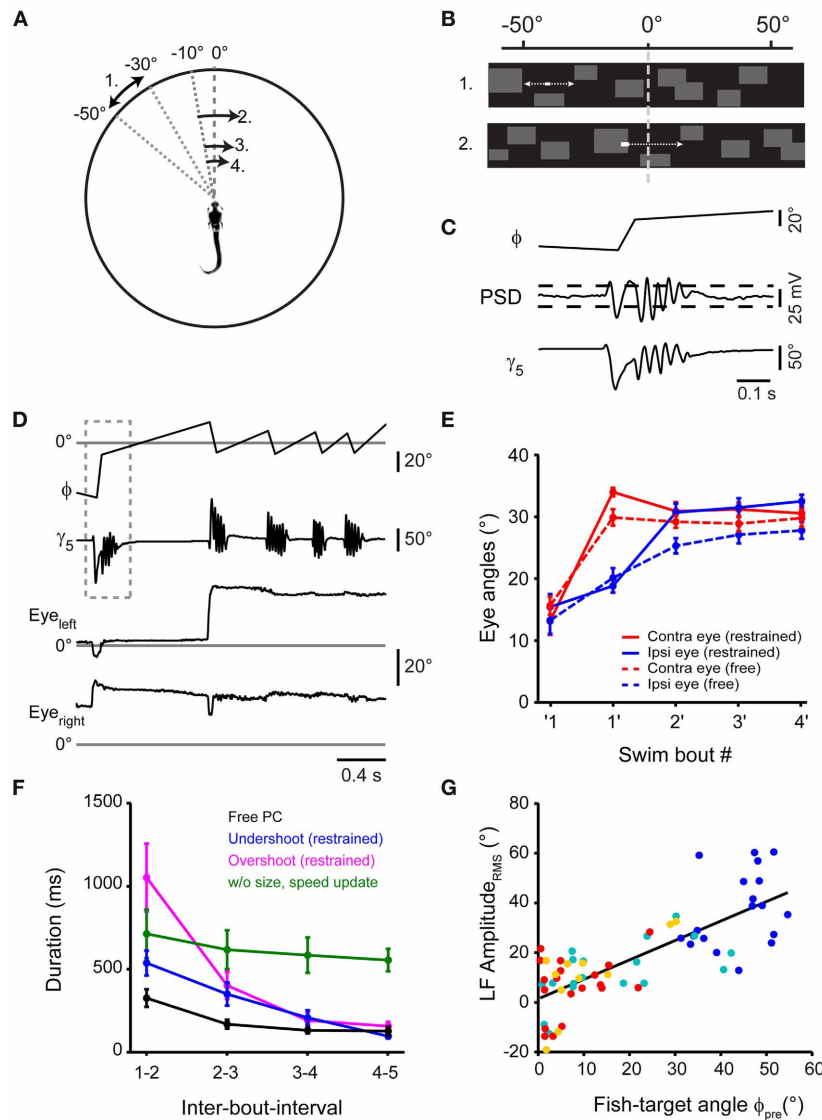 A
-10° 0°
-30°
1.
-50°
2.
3.
4.
B
-50° 0° 50°
1.
2.
C
ϕ
20°
PSD
25 mV
γ5
50°
0.1 s
D
0°
ϕ
20°
γ5
50°
Eyeleft
0°
20°
Eyeright
0°
0.4 s
E
Eye angles (°)
40
30
20
10
0
Contra eye (restrained)
Ipsi eye (restrained)
Contra eye (free)
Ipsi eye (free)
'1 1' 2' 3' 4'
Swim bout #
F
Duration (ms)
1500
1000
500
0
Free PC
Undershoot (restrained)
Overshoot (restrained)
w/o size, speed update
1-2 2-3 3-4 4-5
Inter-bout-interval
G
LF AmplitudeRMS (°)
80
60
40
20
0
-20
0 10 20 30 40 50 60
Fish-target angle ϕpre(°)